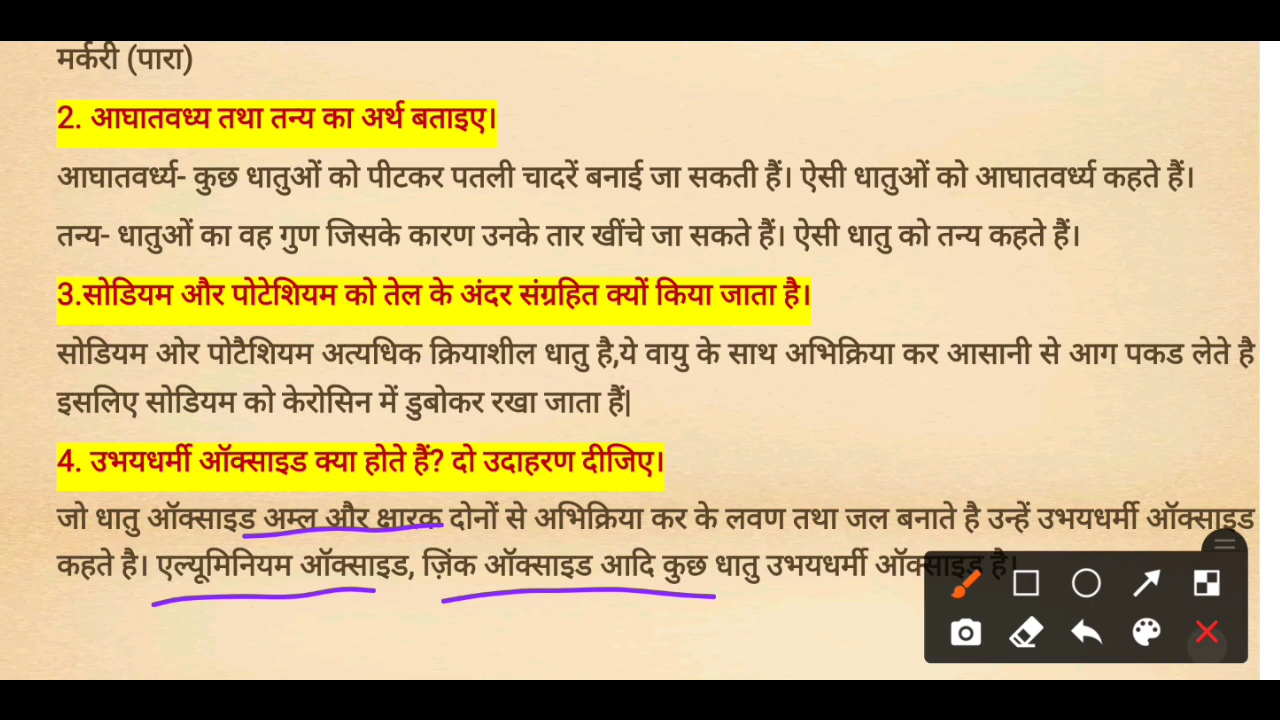 मर्करी (पारा)
2. आघातवध्य तथा तन्य का अर्थ बताइए।
आघातवर्ध्य- कुछ धातुओं को पीटकर पतली चादरें बनाई जा सकती हैं। ऐसी धातुओं को आघातवर्ध्य कहते हैं।
तन्य- धातुओं का वह गुण जिसके कारण उनके तार खींचे जा सकते हैं। ऐसी धातु को तन्य कहते हैं।
3.सोडियम और पोटेशियम को तेल के अंदर संग्रहित क्यों किया जाता है।
सोडियम ओर पोटैशियम अत्यधिक क्रियाशील धातु है,ये वायु के साथ अभिक्रिया कर आसानी से आग पकड लेते है
इसलिए सोडियम को केरोसिन में डुबोकर रखा जाता हैं|
4. उभयधर्मी ऑक्साइड क्या होते हैं? दो उदाहरण दीजिए।
जो धातु ऑक्साइड अम्ल और क्षारक दोनों से अभिक्रिया कर के लवण तथा जल बनाते है उन्हें उभयधर्मी ऑक्साइड
कहते है। एल्यूमिनियम ऑक्साइड, ज़िंक ऑक्साइड आदि कुछ धातु उभयधर्मी ऑक्साइड है।